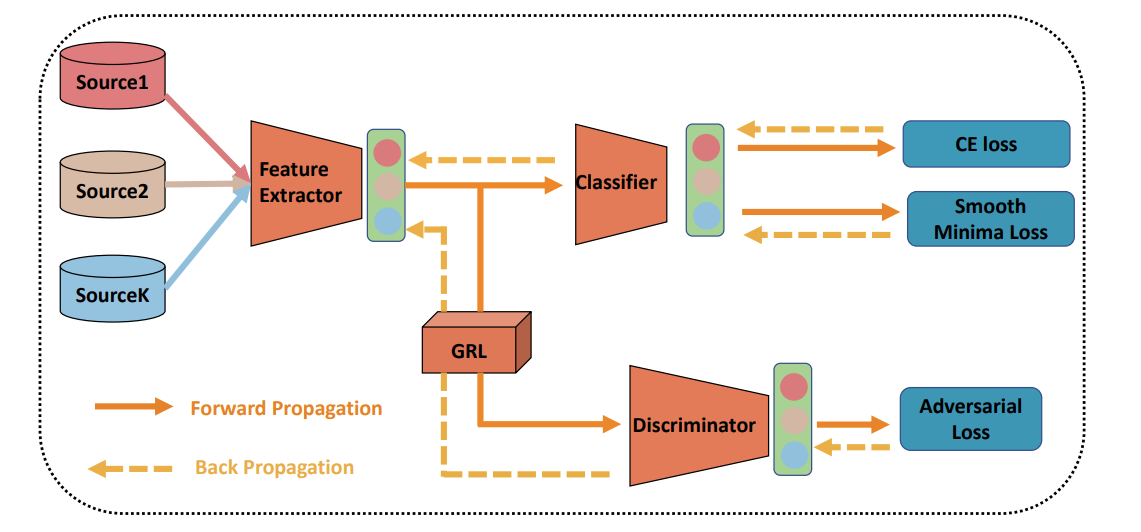 Source1
Source2
SourceK
Feature
Extractor
Classifier
CE loss
Smooth
Minima Loss
GRL
Discriminator
Adversarial
Loss
Forward Propagation
Back Propagation